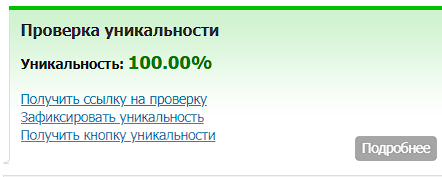 Проверка уникальности
Уникальность: 100.00%
Получить ссылку на проверку
Зафиксировать уникальность
Получить кнопку уникальности
Подробнее